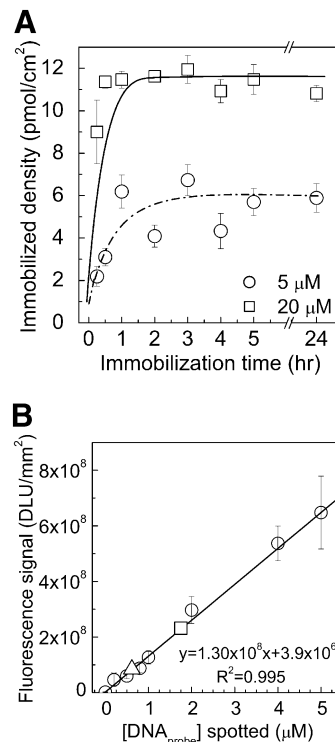 A
Immobilized density (pmol/cm²)
12
10
8
6
4
2
0
5 μM
20 μM
0 1 2 3 4 5 24
Immobilization time (hr)
B
Fluorescence signal (DLU/mm²)
8x10⁸
6x10⁸
4x10⁸
2x10⁸
0
y=1.30x10⁸x+3.9x10⁶
R²=0.995
0 1 2 3 4 5
[DNAprobe] spotted (μM)